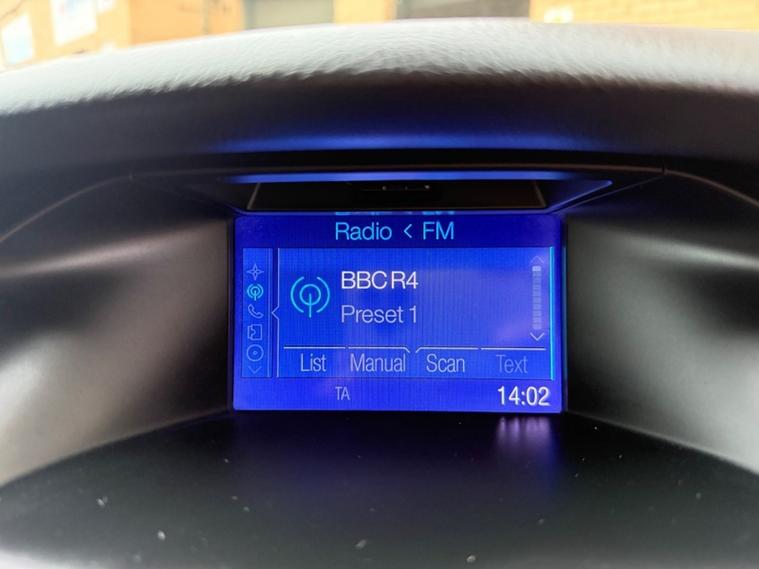 Radio < FM
BBC R4
Preset 1
List Manual Scan Text
TA 14:02